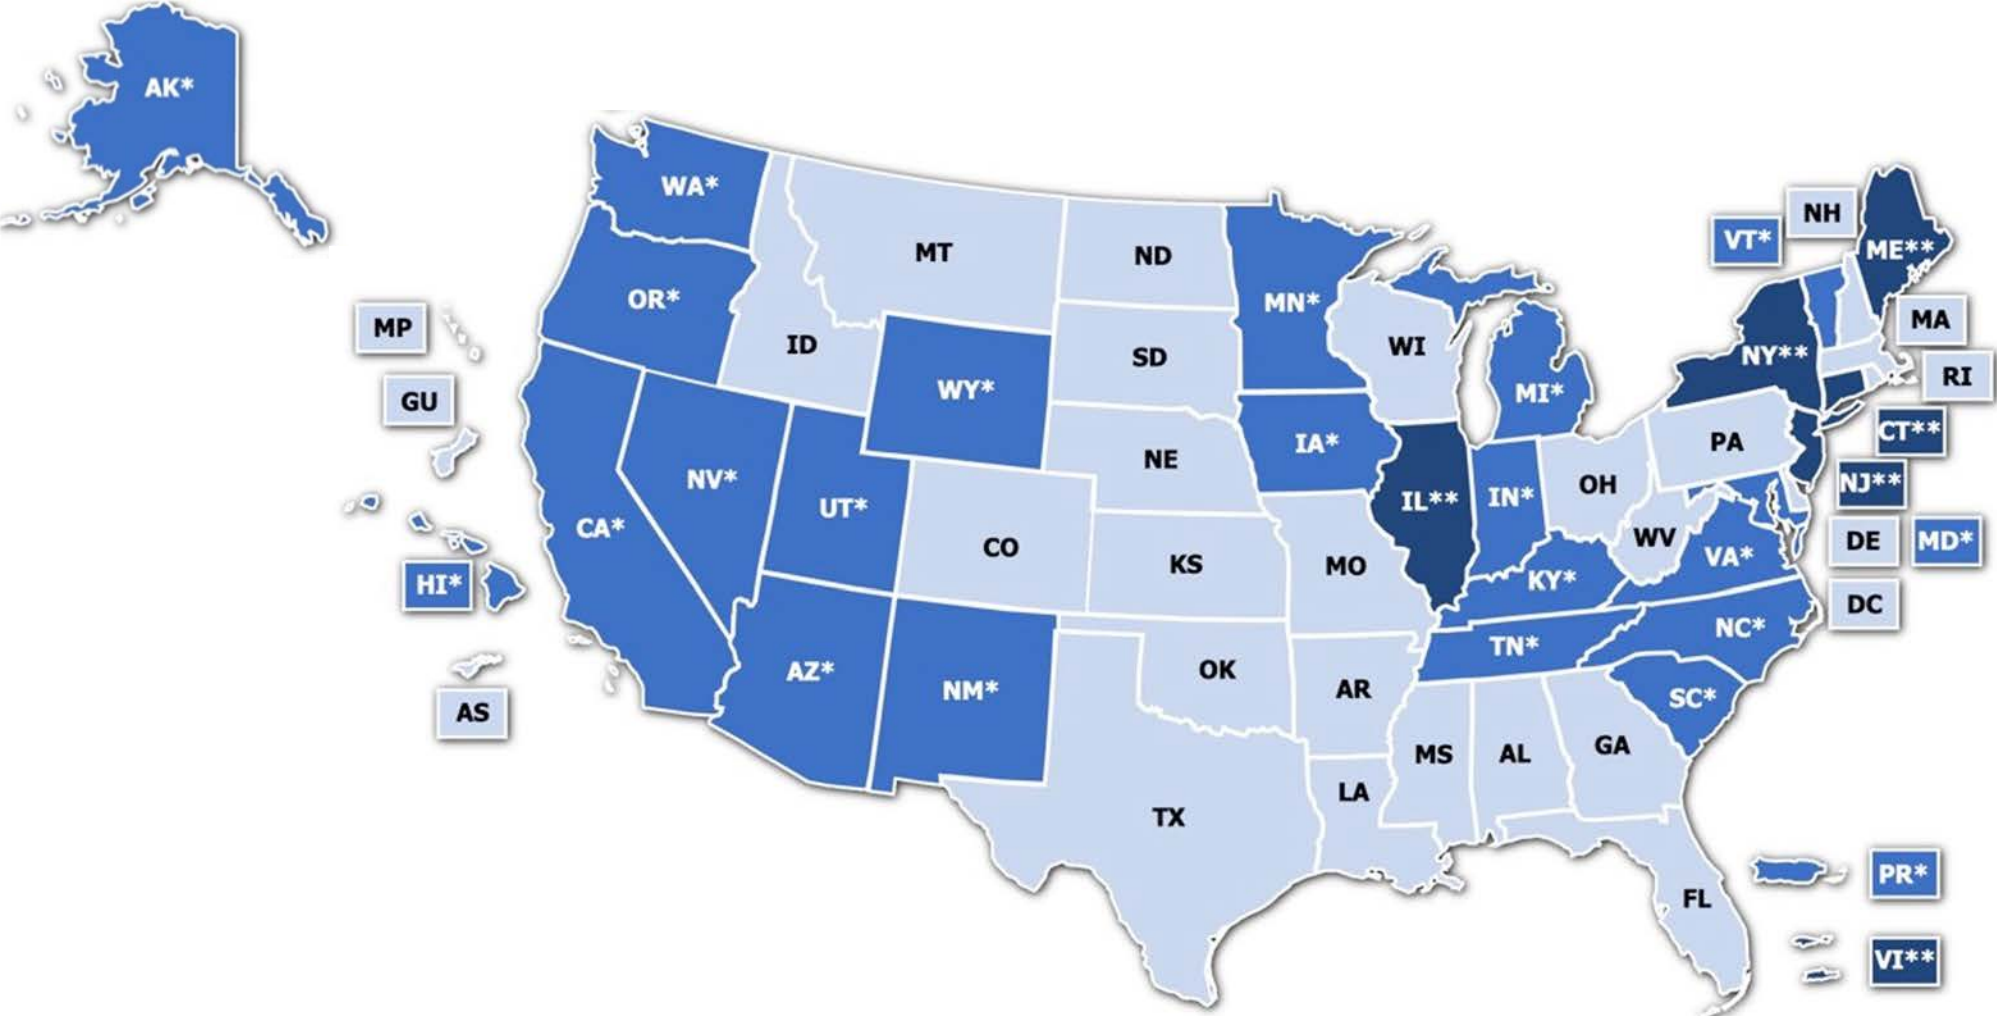 AK*
WA*
MT
ND
MN*
OR*
ID
SD
WI
MI*
VT*
NH
ME**
MA
NY**
RI
MP
GU
WY*
NE
IA*
PA
CT**
NV*
UT*
CO
KS
MO
IL**
IN*
OH
WV
VA*
NJ**
DE
MD*
DC
CA*
HI*
KY*
AS
AZ*
NM*
OK
AR
TN*
NC*
SC*
TX
LA
MS
AL
GA
FL
PR*
VI**